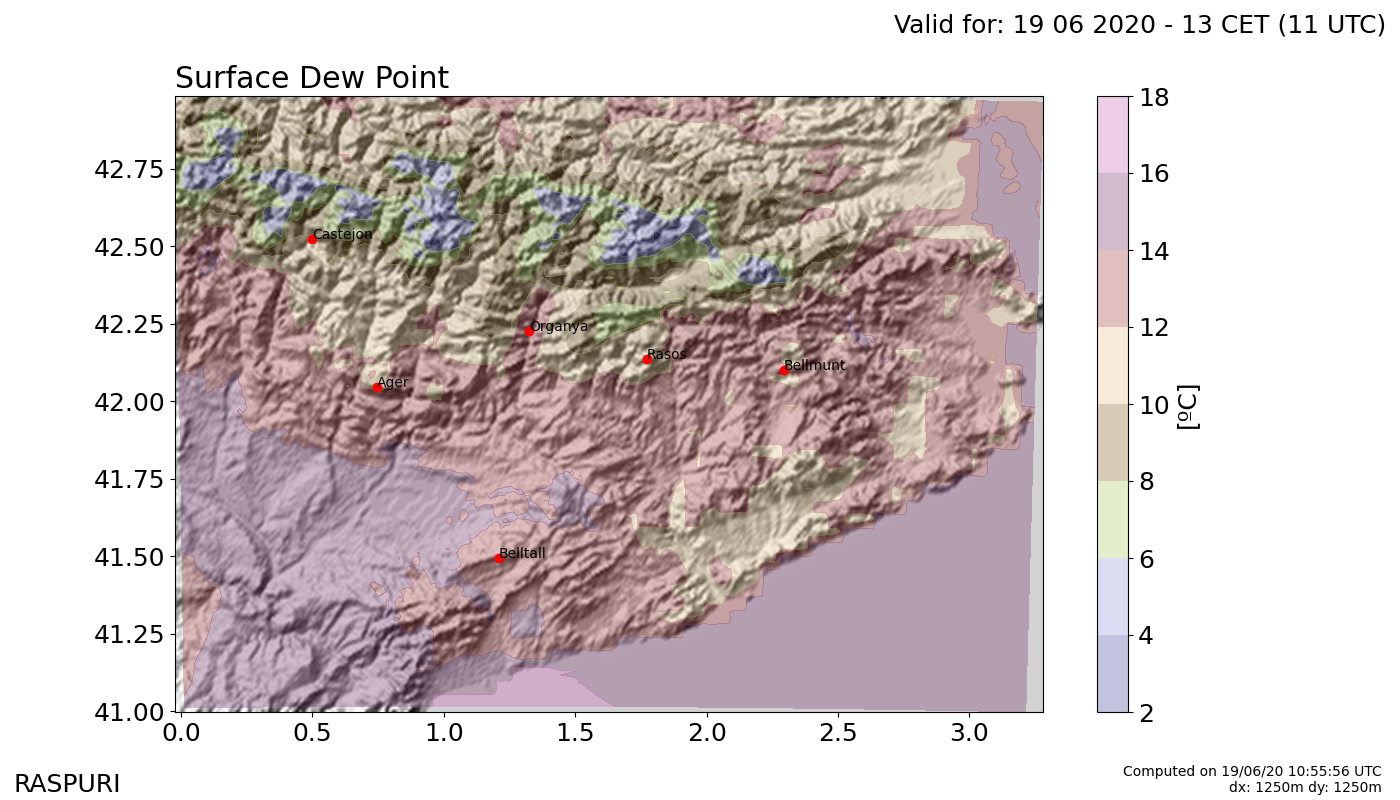 Valid for: 19 06 2020 - 13 CET (11 UTC)
Surface Dew Point
42.75
42.50
42.25
42.00
41.75
41.50
41.25
41.00
0.0 0.5 1.0 1.5 2.0 2.5 3.0
Castejon
Organya
Rasos
Bellmunt
Ager
Belltall
18
16
14
12
10
8
6
4
2
[ºC]
RASPURI
Computed on 19/06/20 10:55:56 UTC
dx: 1250m dy: 1250m